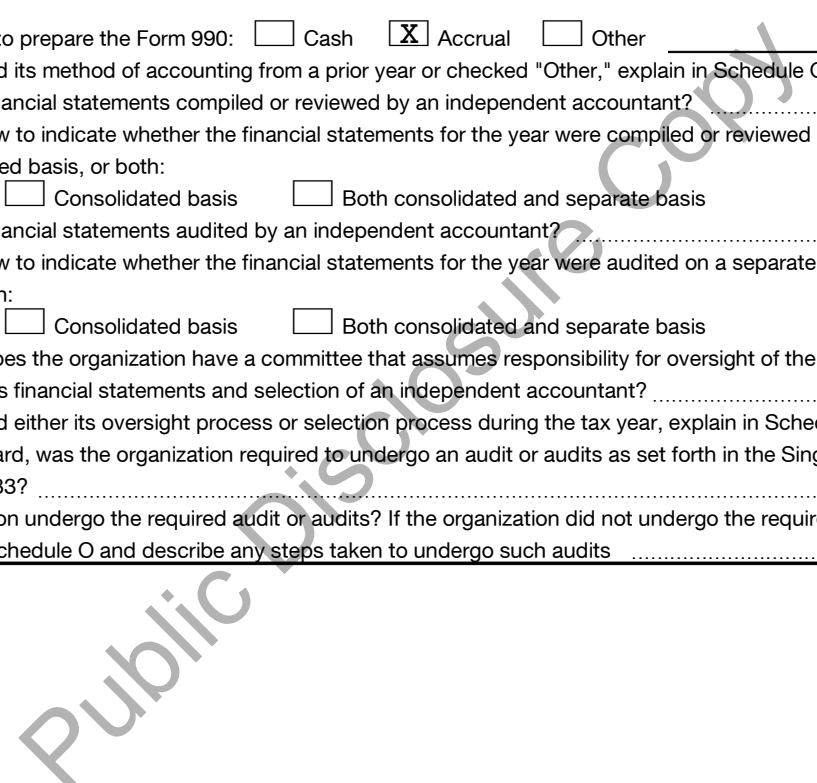 to prepare the Form 990: Cash X Accrual Other
d its method of accounting from a prior year or checked "Other," explain in Schedule O
nancial statements compiled or reviewed by an independent accountant?
w to indicate whether the financial statements for the year were compiled or reviewed
ed basis, or both:
Consolidated basis Both consolidated and separate basis
nancial statements audited by an independent accountant?
w to indicate whether the financial statements for the year were audited on a separate
n:
Consolidated basis Both consolidated and separate basis
oes the organization have a committee that assumes responsibility for oversight of the
s financial statements and selection of an independent accountant?
d either its oversight process or selection process during the tax year, explain in Sched
ard, was the organization required to undergo an audit or audits as set forth in the Sing
33?
on undergo the required audit or audits? If the organization did not undergo the requir
chedule O and describe any steps taken to undergo such audits
Public Disclosure Copy